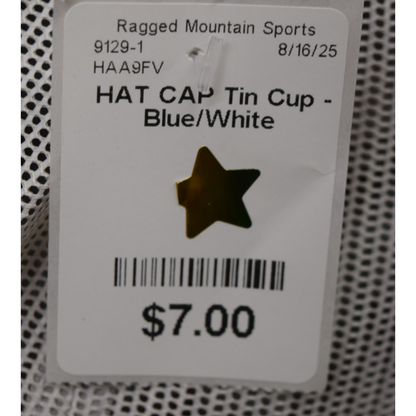 Ragged Mountain Sports
9129-1 8/16/25
HAA9FV
HAT CAP Tin Cup -
Blue/White
$7.00